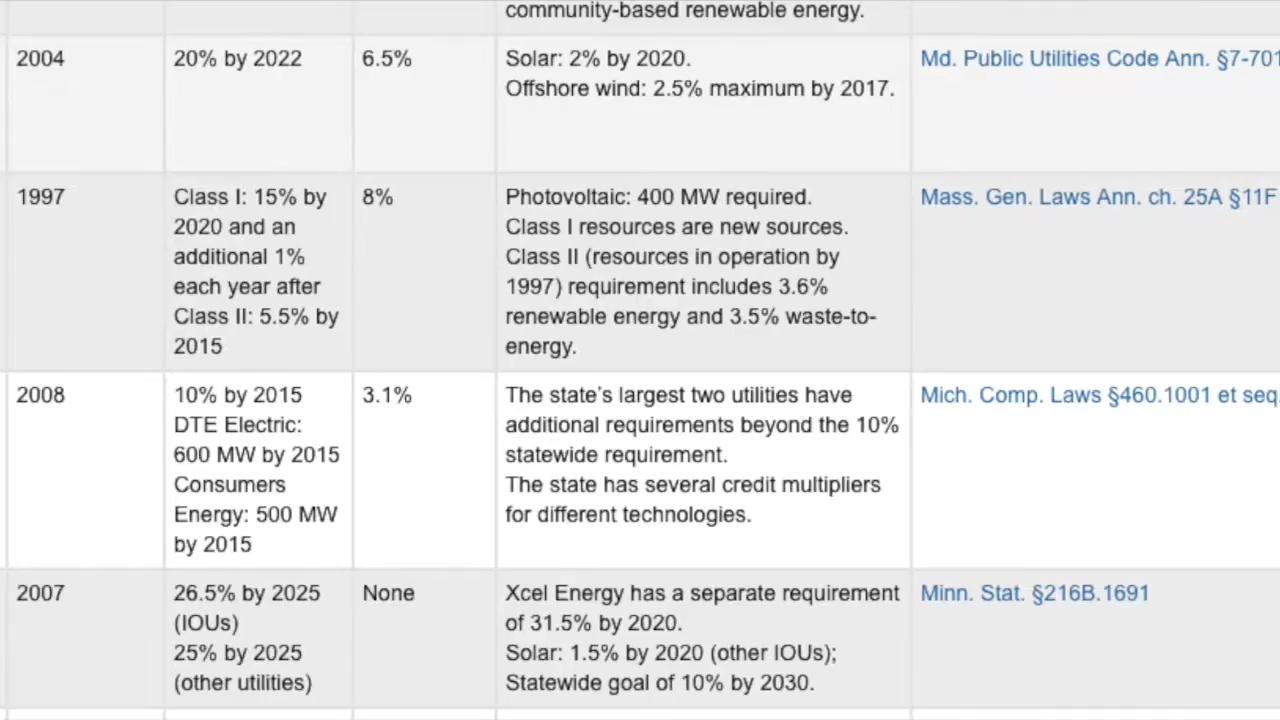 community-based renewable energy.
2004
20% by 2022
6.5%
Solar: 2% by 2020.
Offshore wind: 2.5% maximum by 2017.
Md. Public Utilities Code Ann. §7-701
1997
Class I: 15% by
2020 and an
additional 1%
each year after
Class II: 5.5% by
2015
8%
Photovoltaic: 400 MW required.
Class I resources are new sources.
Class II (resources in operation by
1997) requirement includes 3.6%
renewable energy and 3.5% waste-to-
energy.
Mass. Gen. Laws Ann. ch. 25A §11F
2008
10% by 2015
DTE Electric:
600 MW by 2015
Consumers
Energy: 500 MW
by 2015
3.1%
The state’s largest two utilities have
additional requirements beyond the 10%
statewide requirement.
The state has several credit multipliers
for different technologies.
Mich. Comp. Laws §460.1001 et seq.
2007
26.5% by 2025
(IOUs)
25% by 2025
(other utilities)
None
Xcel Energy has a separate requirement
of 31.5% by 2020.
Solar: 1.5% by 2020 (other IOUs);
Statewide goal of 10% by 2030.
Minn. Stat. §216B.1691